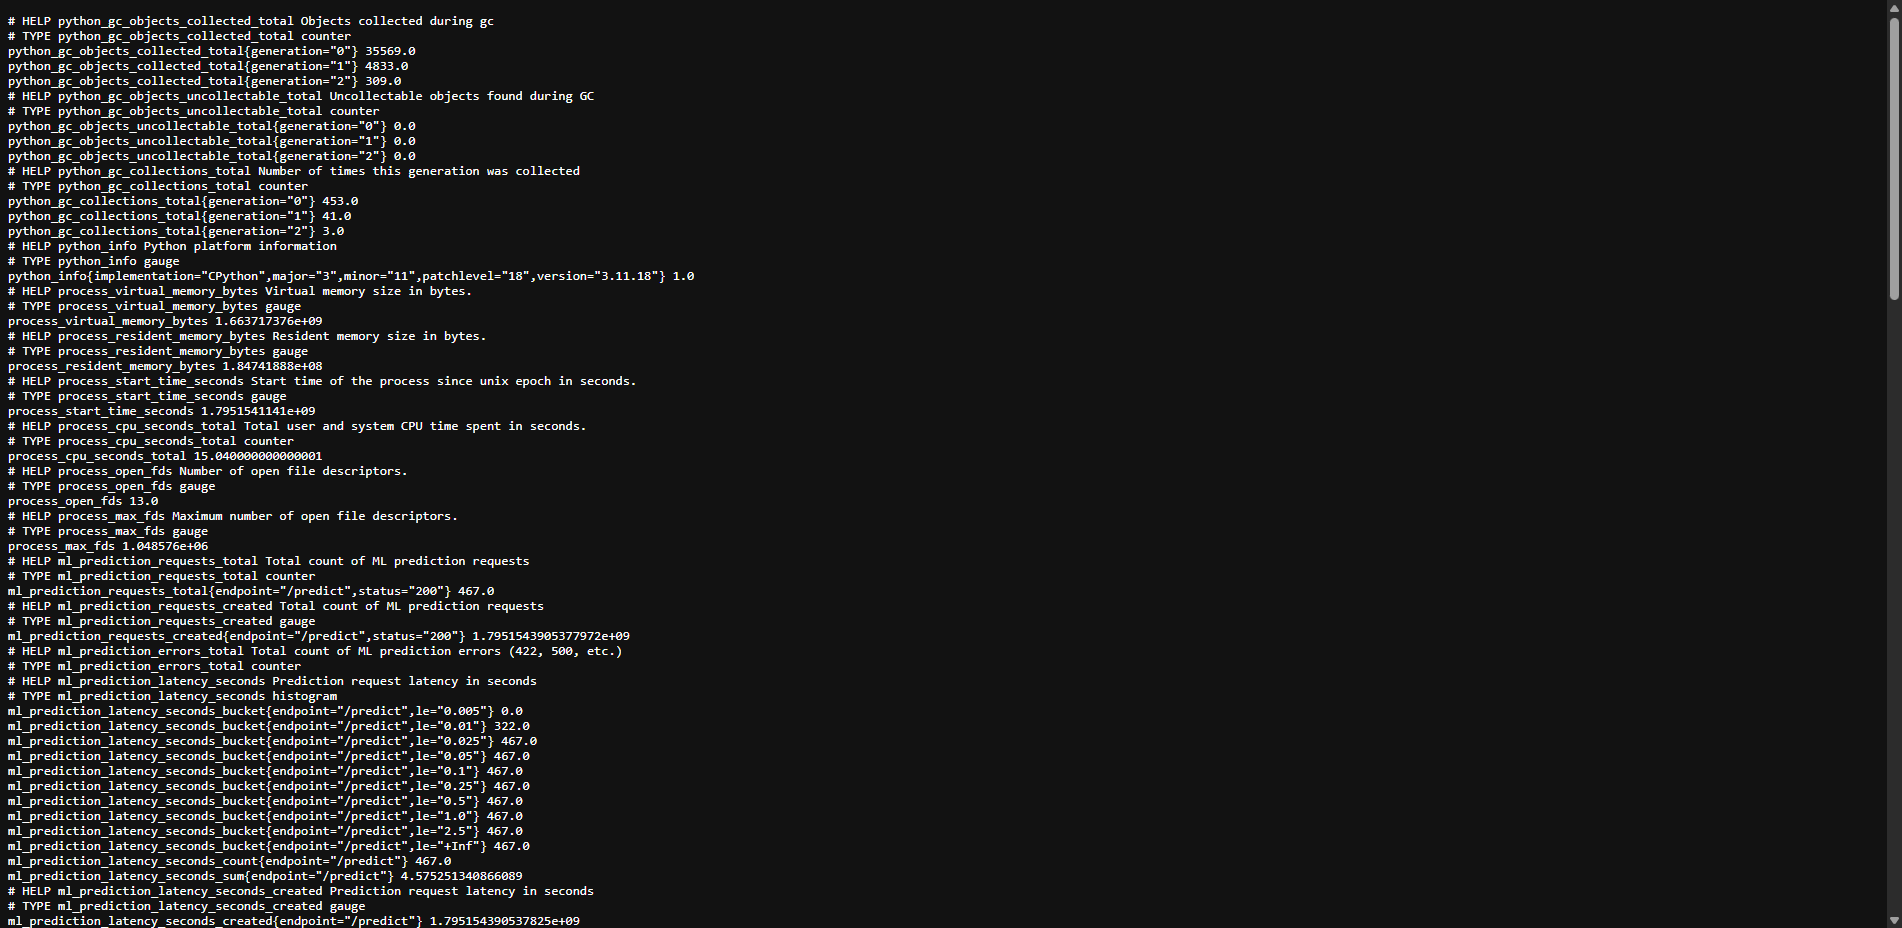 # HELP python_gc_objects_collected_total Objects collected during gc
# TYPE python_gc_objects_collected_total counter
python_gc_objects_collected_total{generation="0"} 35569.0
python_gc_objects_collected_total{generation="1"} 4833.0
python_gc_objects_collected_total{generation="2"} 309.0
# HELP python_gc_objects_uncollectable_total Uncollectable objects found during GC
# TYPE python_gc_objects_uncollectable_total counter
python_gc_objects_uncollectable_total{generation="0"} 0.0
python_gc_objects_uncollectable_total{generation="1"} 0.0
python_gc_objects_uncollectable_total{generation="2"} 0.0
# HELP python_gc_collections_total Number of times this generation was collected
# TYPE python_gc_collections_total counter
python_gc_collections_total{generation="0"} 453.0
python_gc_collections_total{generation="1"} 41.0
python_gc_collections_total{generation="2"} 3.0
# HELP python_info Python platform information
# TYPE python_info gauge
python_info{implementation="CPython",major="3",minor="11",patchlevel="18",version="3.11.18"} 1.0
# HELP process_virtual_memory_bytes Virtual memory size in bytes.
# TYPE process_virtual_memory_bytes gauge
process_virtual_memory_bytes 1.663717376e+09
# HELP process_resident_memory_bytes Resident memory size in bytes.
# TYPE process_resident_memory_bytes gauge
process_resident_memory_bytes 1.84741888e+08
# HELP process_start_time_seconds Start time of the process since unix epoch in seconds.
# TYPE process_start_time_seconds gauge
process_start_time_seconds 1.7951541141e+09
# HELP process_cpu_seconds_total Total user and system CPU time spent in seconds.
# TYPE process_cpu_seconds_total counter
process_cpu_seconds_total 15.040000000000001
# HELP process_open_fds Number of open file descriptors.
# TYPE process_open_fds gauge
process_open_fds 13.0
# HELP process_max_fds Maximum number of open file descriptors.
# TYPE process_max_fds gauge
process_max_fds 1.048576e+06
# HELP ml_prediction_requests_total Total count of ML prediction requests
# TYPE ml_prediction_requests_total counter
ml_prediction_requests_total{endpoint="/predict",status="200"} 467.0
# HELP ml_prediction_requests_created Total count of ML prediction requests
# TYPE ml_prediction_requests_created gauge
ml_prediction_requests_created{endpoint="/predict",status="200"} 1.7951543905377972e+09
# HELP ml_prediction_errors_total Total count of ML prediction errors (422, 500, etc.)
# TYPE ml_prediction_errors_total counter
# HELP ml_prediction_latency_seconds Prediction request latency in seconds
# TYPE ml_prediction_latency_seconds histogram
ml_prediction_latency_seconds_bucket{endpoint="/predict",le="0.005"} 0.0
ml_prediction_latency_seconds_bucket{endpoint="/predict",le="0.01"} 322.0
ml_prediction_latency_seconds_bucket{endpoint="/predict",le="0.025"} 467.0
ml_prediction_latency_seconds_bucket{endpoint="/predict",le="0.05"} 467.0
ml_prediction_latency_seconds_bucket{endpoint="/predict",le="0.1"} 467.0
ml_prediction_latency_seconds_bucket{endpoint="/predict",le="0.25"} 467.0
ml_prediction_latency_seconds_bucket{endpoint="/predict",le="0.5"} 467.0
ml_prediction_latency_seconds_bucket{endpoint="/predict",le="1.0"} 467.0
ml_prediction_latency_seconds_bucket{endpoint="/predict",le="2.5"} 467.0
ml_prediction_latency_seconds_bucket{endpoint="/predict",le="+Inf"} 467.0
ml_prediction_latency_seconds_count{endpoint="/predict"} 467.0
ml_prediction_latency_seconds_sum{endpoint="/predict"} 4.575251340866089
# HELP ml_prediction_latency_seconds_created Prediction request latency in seconds
# TYPE ml_prediction_latency_seconds_created gauge
ml_prediction_latency_seconds_created{endpoint="/predict"} 1.795154390537825e+09